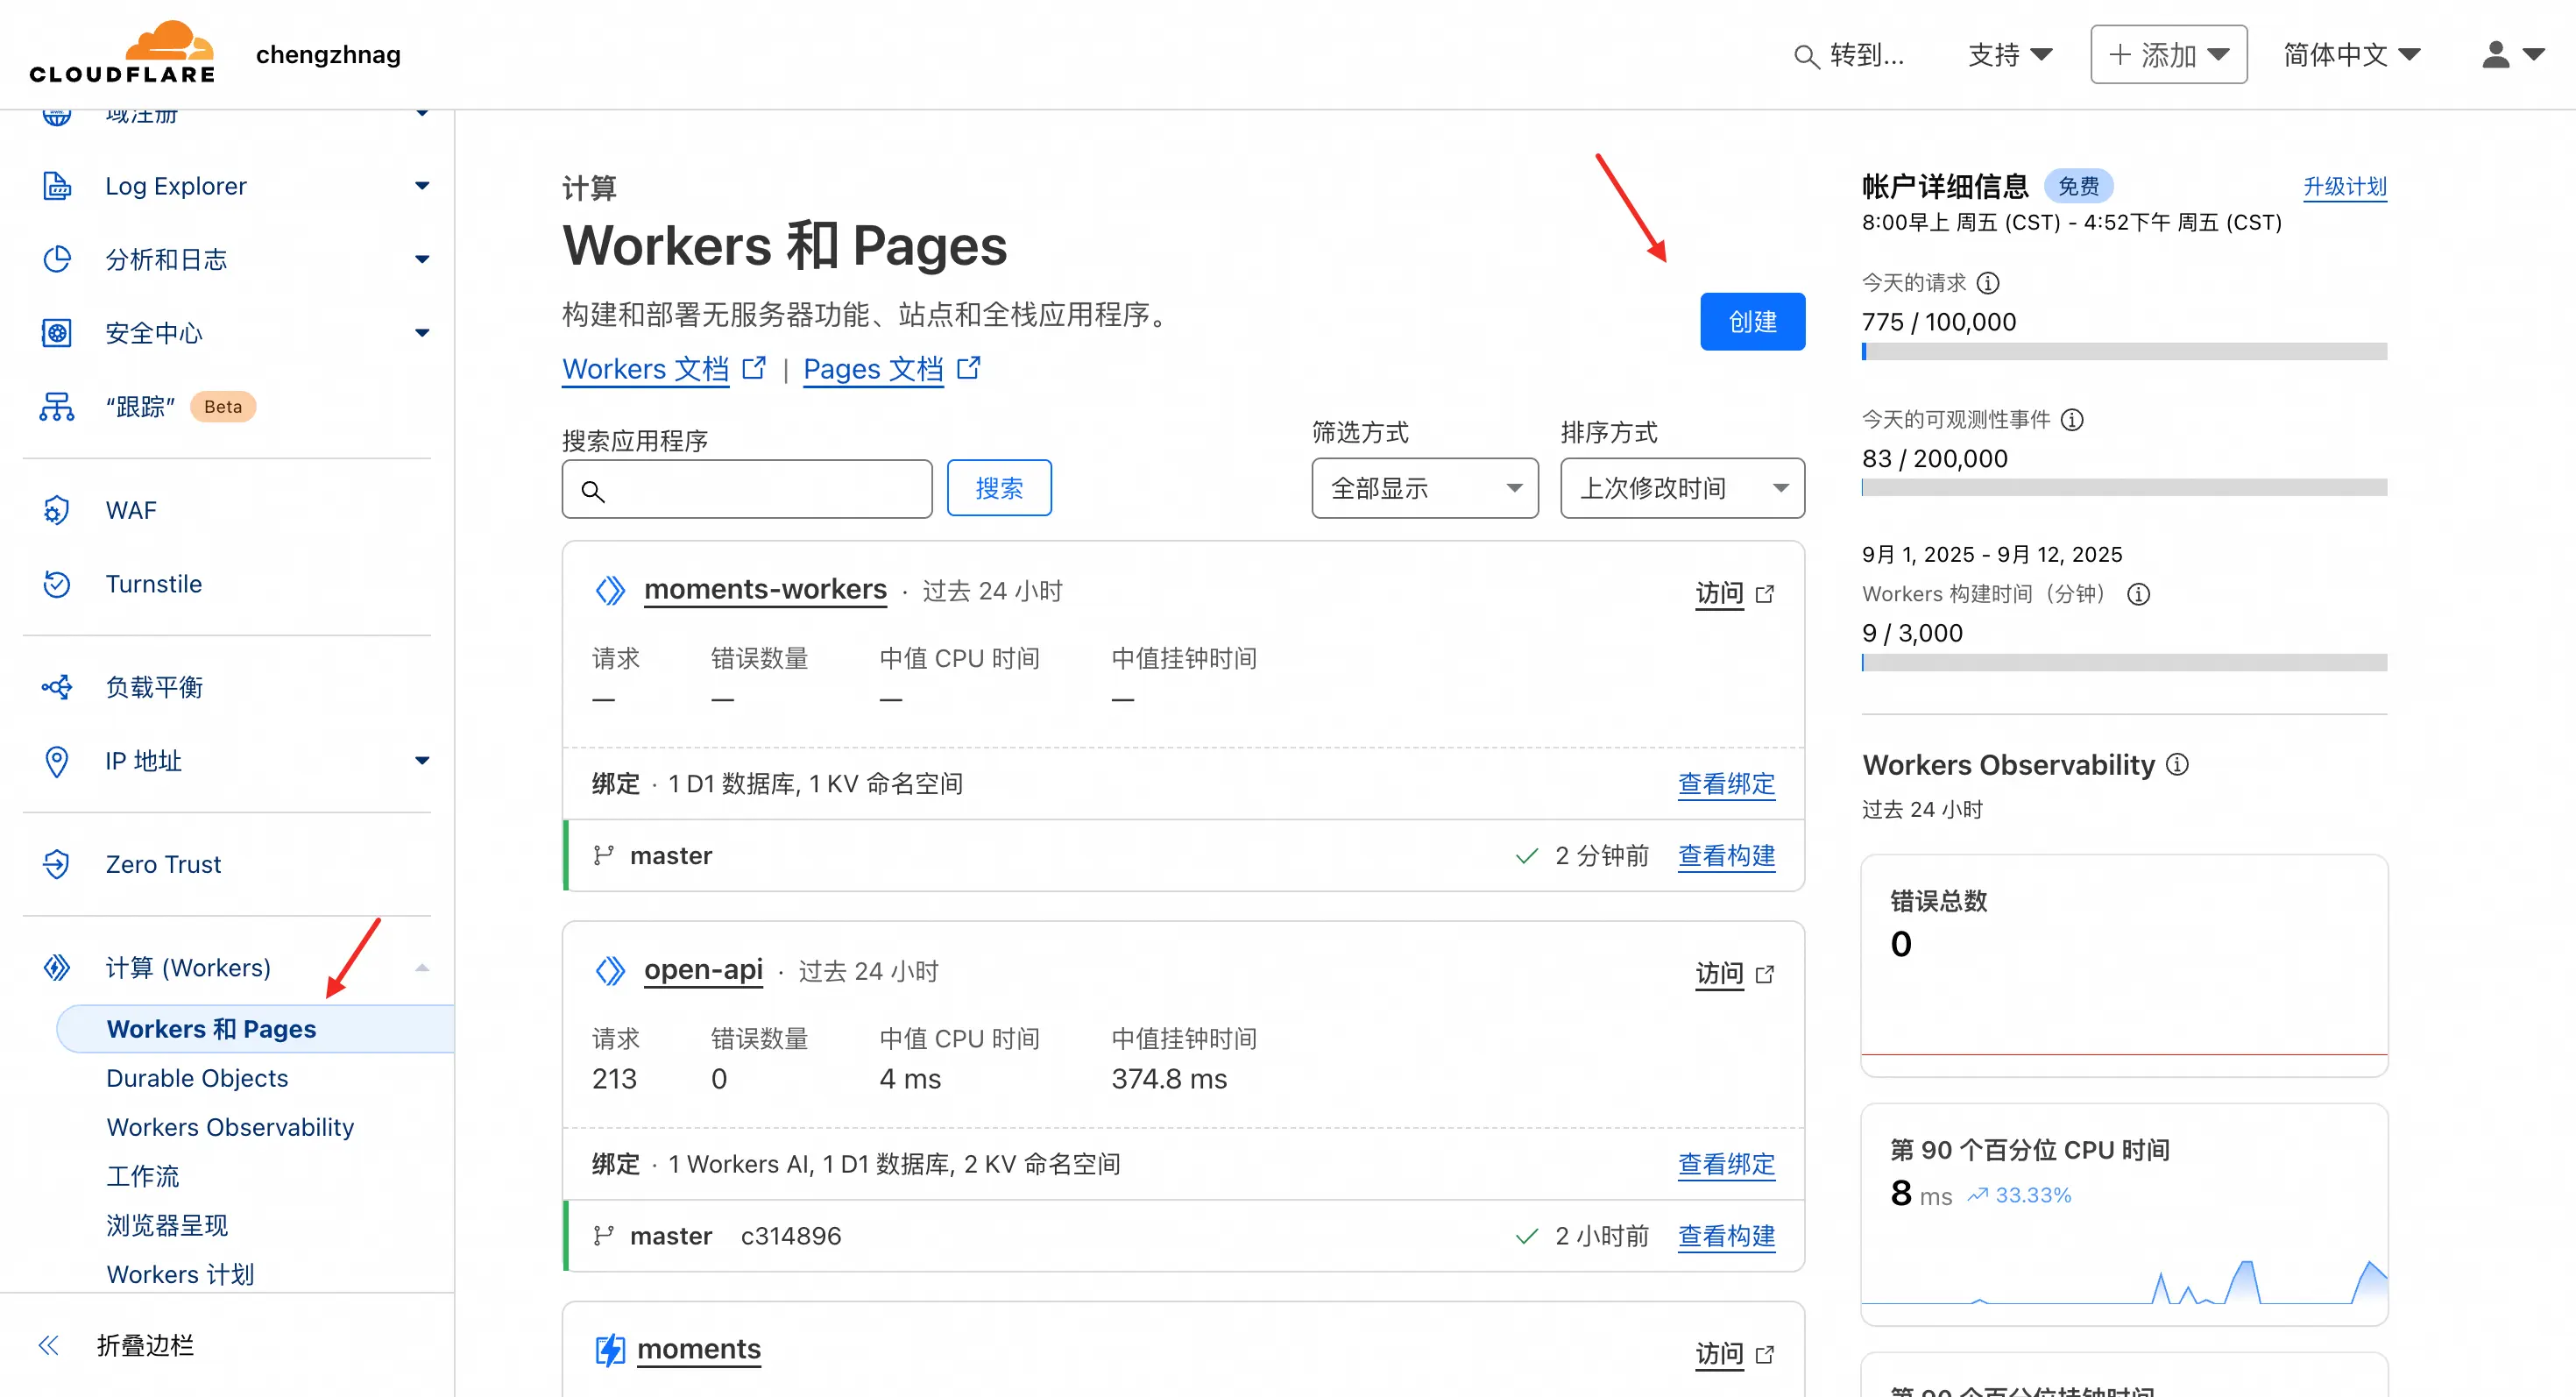 CLOUDFLARE
chengzhnag
转到...
支持
添加
简体中文
域注册
Log Explorer
分析和日志
安全中心
“跟踪” Beta
WAF
Turnstile
负载平衡
IP 地址
Zero Trust
计算 (Workers)
Workers 和 Pages
Durable Objects
Workers Observability
工作流
浏览器呈现
Workers 计划
折叠边栏
计算
Workers 和 Pages
构建和部署无服务器功能、站点和全栈应用程序。
Workers 文档 | Pages 文档
创建
搜索应用程序
搜索
筛选方式
全部显示
排序方式
上次修改时间
moments-workers · 过去 24 小时
访问
请求 错误数量 中值 CPU 时间 中值挂钟时间
— — — —
绑定 · 1 D1 数据库, 1 KV 命名空间
查看绑定
master
2 分钟前 查看构建
open-api · 过去 24 小时
访问
请求 错误数量 中值 CPU 时间 中值挂钟时间
213 0 4 ms 374.8 ms
绑定 · 1 Workers AI, 1 D1 数据库, 2 KV 命名空间
查看绑定
master c314896
2 小时前 查看构建
moments
访问
帐户详细信息 免费
升级计划
8:00早上 周五 (CST) - 4:52下午 周五 (CST)
今天的请求
775 / 100,000
今天的可观测性事件
83 / 200,000
9月 1, 2025 - 9月 12, 2025
Workers 构建时间（分钟）
9 / 3,000
Workers Observability
过去 24 小时
错误总数
0
第 90 个百分位 CPU 时间
8 ms 33.33%
第 90 个百分位挂钟时间